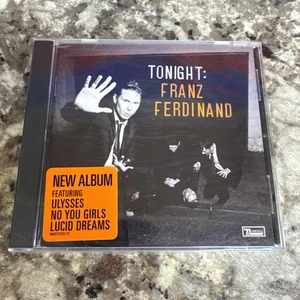 TONIGHT:
FRANZ
FERDINAND
NEW ALBUM
FEATURING
ULYSSES
NO YOU GIRLS
LUCID DREAMS